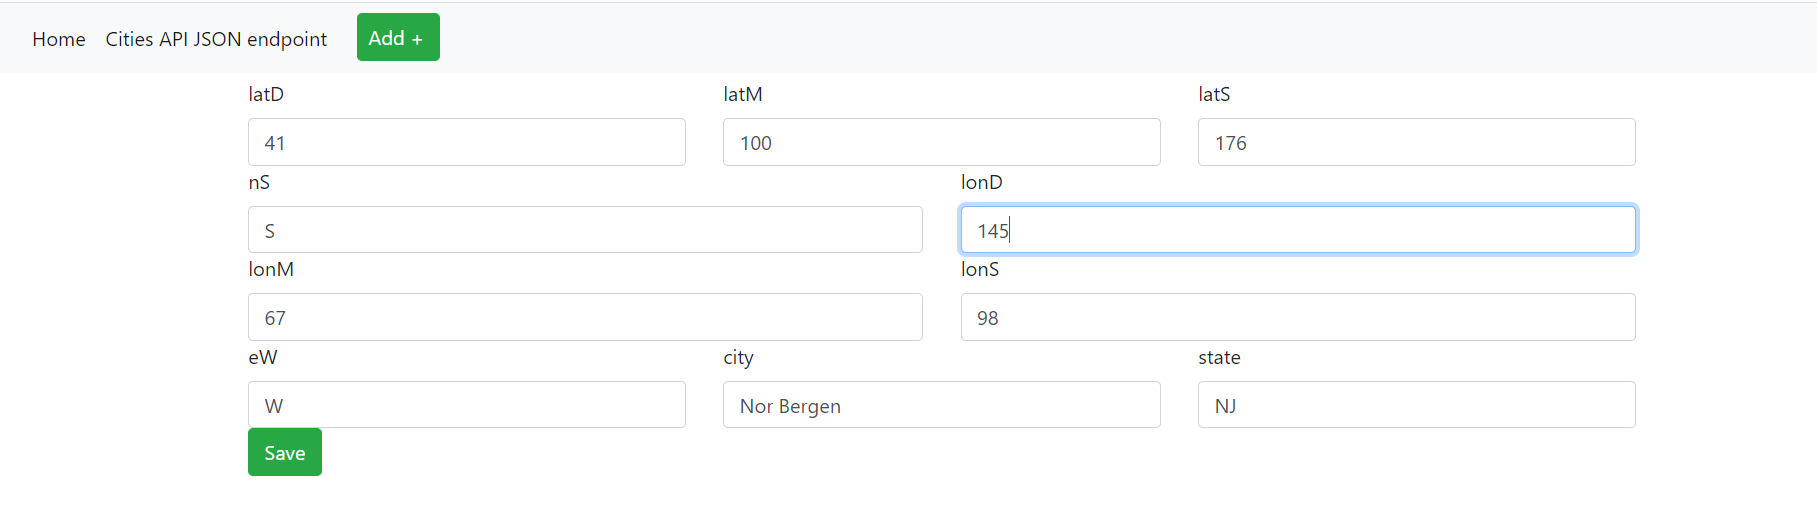 Home Cities API JSON endpoint Add +
latD latM latS
41 100 176
nS lonD
S 145
lonM lonS
67 98
eW city state
W Nor Bergen NJ
Save